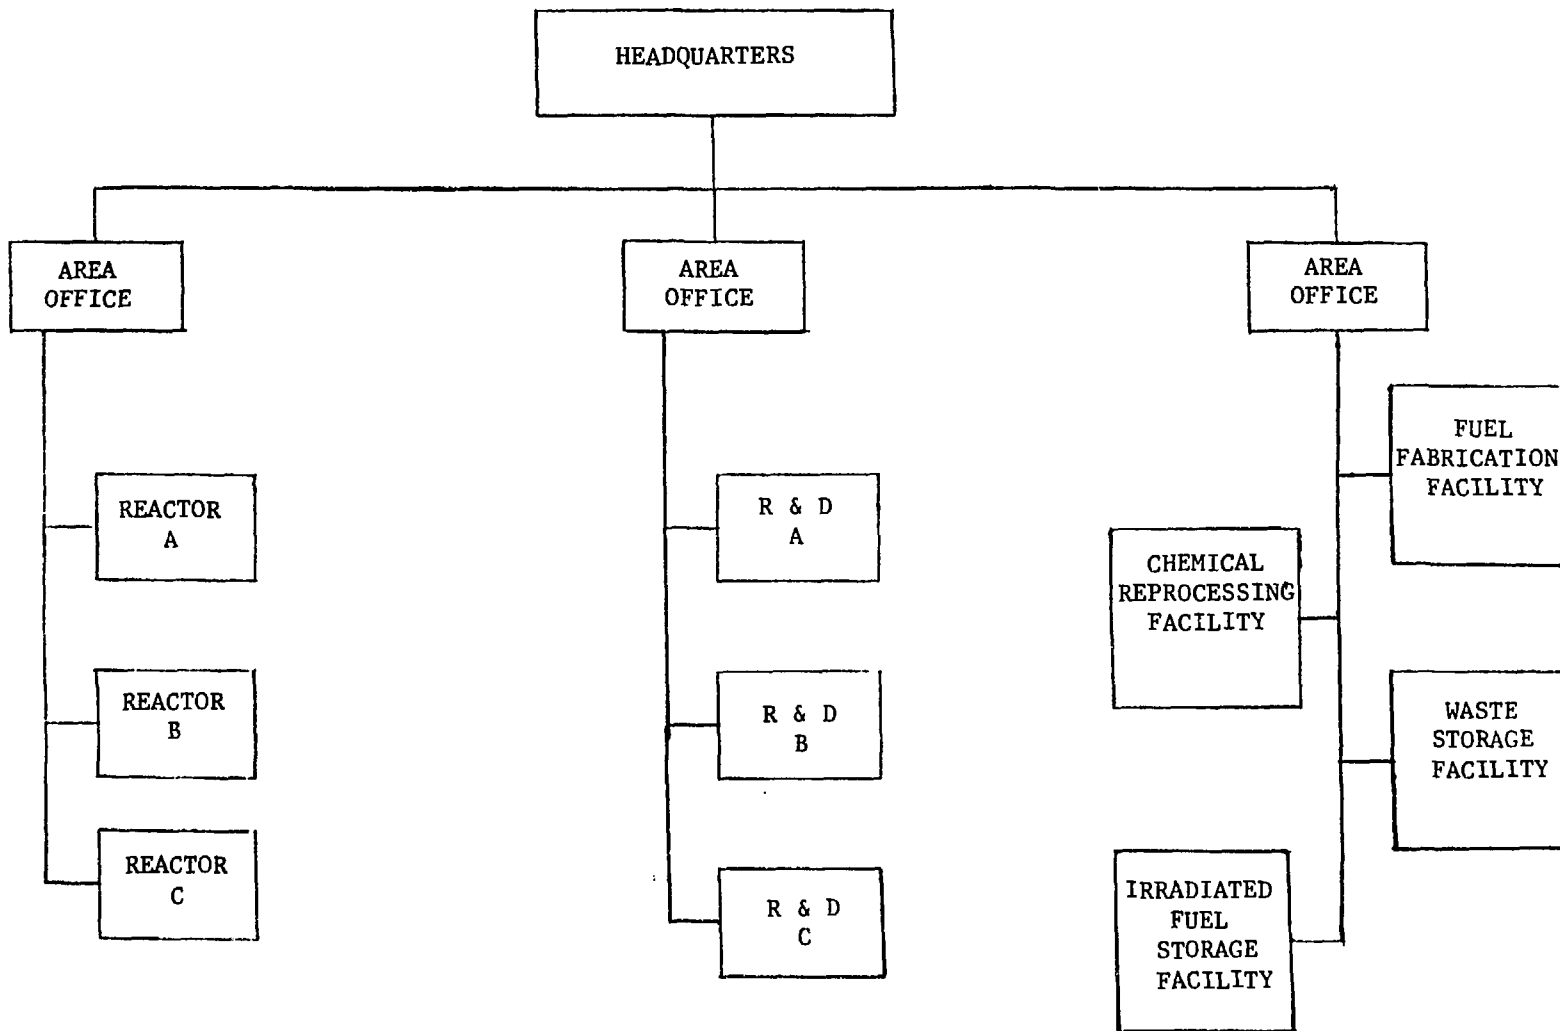 HEADQUARTERS
AREA
OFFICE
AREA
OFFICE
AREA
OFFICE
REACTOR
A
REACTOR
B
REACTOR
C
R & D
A
R & D
B
R & D
C
FUEL
FABRICATION
FACILITY
CHEMICAL
REPROCESSING
FACILITY
WASTE
STORAGE
FACILITY
IRRADIATED
FUEL
STORAGE
FACILITY